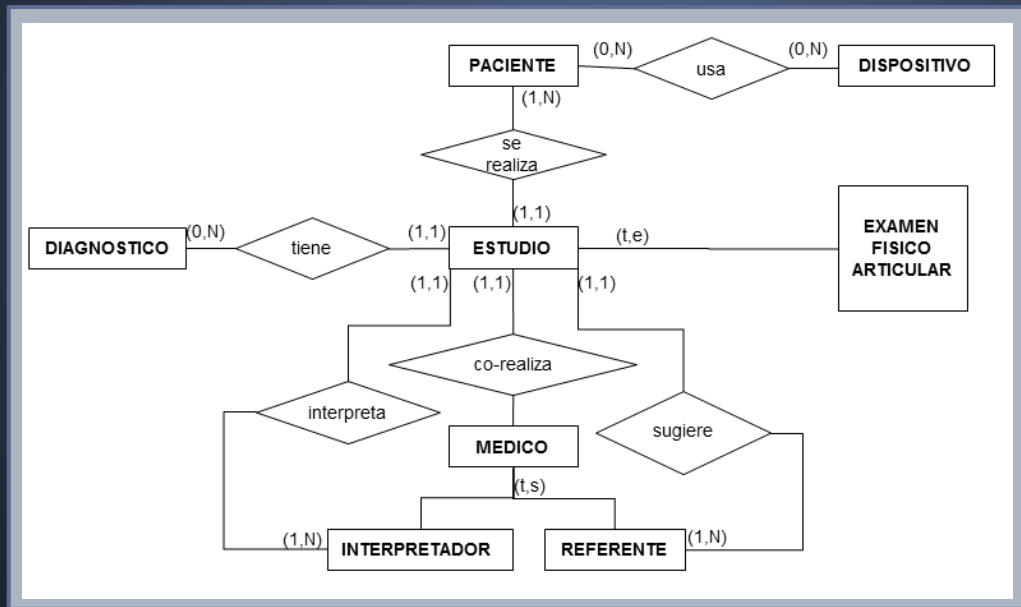 PACIENTE
(0,N)
usa
(0,N)
DISPOSITIVO
(1,N)
se
realiza
(1,1)
DIAGNOSTICO
(0,N)
tiene
(1,1)
ESTUDIO
(t,e)
EXAMEN
FISICO
ARTICULAR
(1,1)
(1,1)
(1,1)
co-realiza
interpreta
sugiere
MEDICO
(t,s)
(1,N)
INTERPRETADOR
REFERENTE
(1,N)